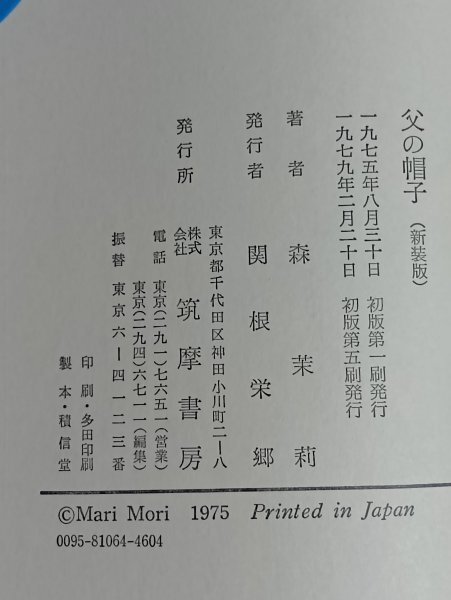 父の帽子（新装版）
一九七五年八月三十日　初版第一刷発行
一九七九年二月二十日　初版第五刷発行
著者　森茉莉
発行者　関根栄郷
発行所　株式会社　筑摩書房
東京都千代田区神田小川町二ー八
電話　東京（二九一）七六五一（営業）
東京（二九四）六七一一（編集）
振替　東京六ー四一二三番
印刷・多田印刷
製本・積信堂
©Mari Mori 1975 Printed in Japan
0095-81064-4604